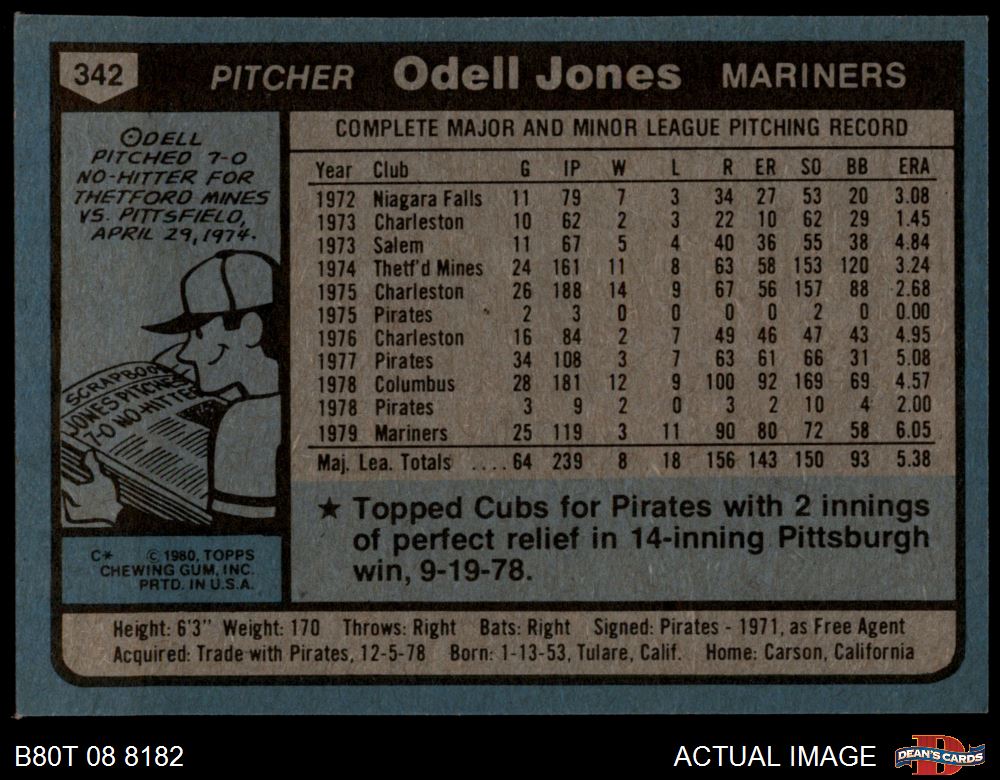 342 PITCHER Odell Jones MARINERS
ODELL
PITCHED 7-0
NO-HITTER FOR
THETFORD MINES
VS. PITTSFIELD,
APRIL 29, 1974.
SCRAPBOOK
JONES PITCHES
7-0 NO-HITTER
C* © 1980, TOPPS
CHEWING GUM, INC.
PRTD. IN U.S.A.
COMPLETE MAJOR AND MINOR LEAGUE PITCHING RECORD
Year Club G IP W L R ER SO BB ERA
1972 Niagara Falls 11 79 7 3 34 27 53 20 3.08
1973 Charleston 10 62 2 3 22 10 62 29 1.45
1973 Salem 11 67 5 4 40 36 55 38 4.84
1974 Thetf'd Mines 24 161 11 8 63 58 153 120 3.24
1975 Charleston 26 188 14 9 67 56 157 88 2.68
1975 Pirates 2 3 0 0 0 0 2 0 0.00
1976 Charleston 16 84 2 7 49 46 47 43 4.95
1977 Pirates 34 108 3 7 63 61 66 31 5.08
1978 Columbus 28 181 12 9 100 92 169 69 4.57
1978 Pirates 3 9 2 0 3 2 10 4 2.00
1979 Mariners 25 119 3 11 90 80 72 58 6.05
Maj. Lea. Totals .... 64 239 8 18 156 143 150 93 5.38
★ Topped Cubs for Pirates with 2 innings
of perfect relief in 14-inning Pittsburgh
win, 9-19-78.
Height: 6'3" Weight: 170 Throws: Right Bats: Right Signed: Pirates - 1971, as Free Agent
Acquired: Trade with Pirates, 12-5-78 Born: 1-13-53, Tulare, Calif. Home: Carson, California
B80T 08 8182 ACTUAL IMAGE DEAN'S CARDS